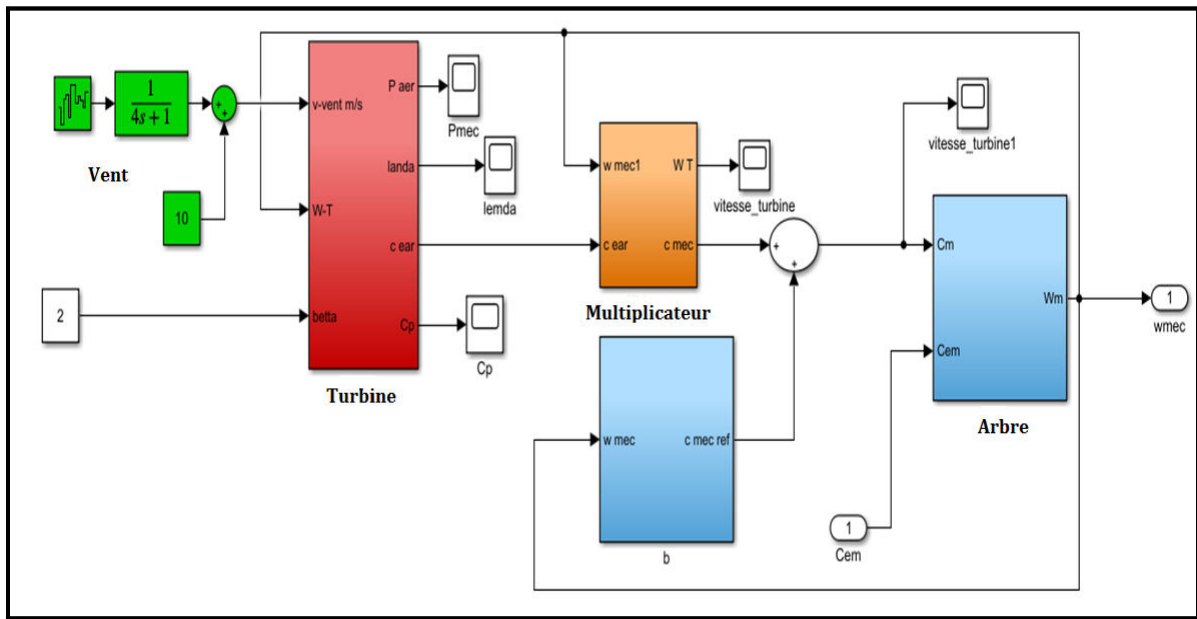 1
4s+1
+
+
Vent
10
2
v-vent m/s
W-T
betta
P aer
landa
c ear
Cp
Turbine
Pmec
lemda
Cp
w mec1
c ear
W T
c mec
Multiplicateur
vitesse_turbine
+
+
w mec
c mec ref
b
vitesse_turbine1
Cm
Cem
Wm
Arbre
1
Cem
1
wmec